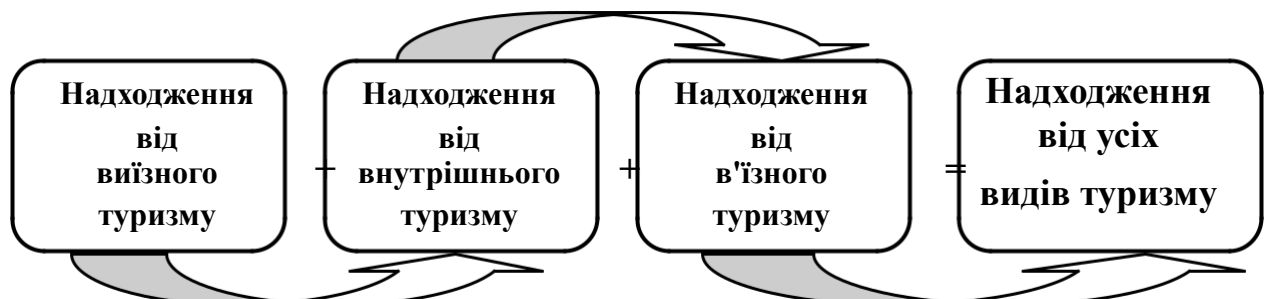 Надходження
від
виїзного
туризму
+
Надходження
від
внутрішнього
туризму
+
Надходження
від
в'їзного
туризму
=
Надходження
від усіх
видів туризму